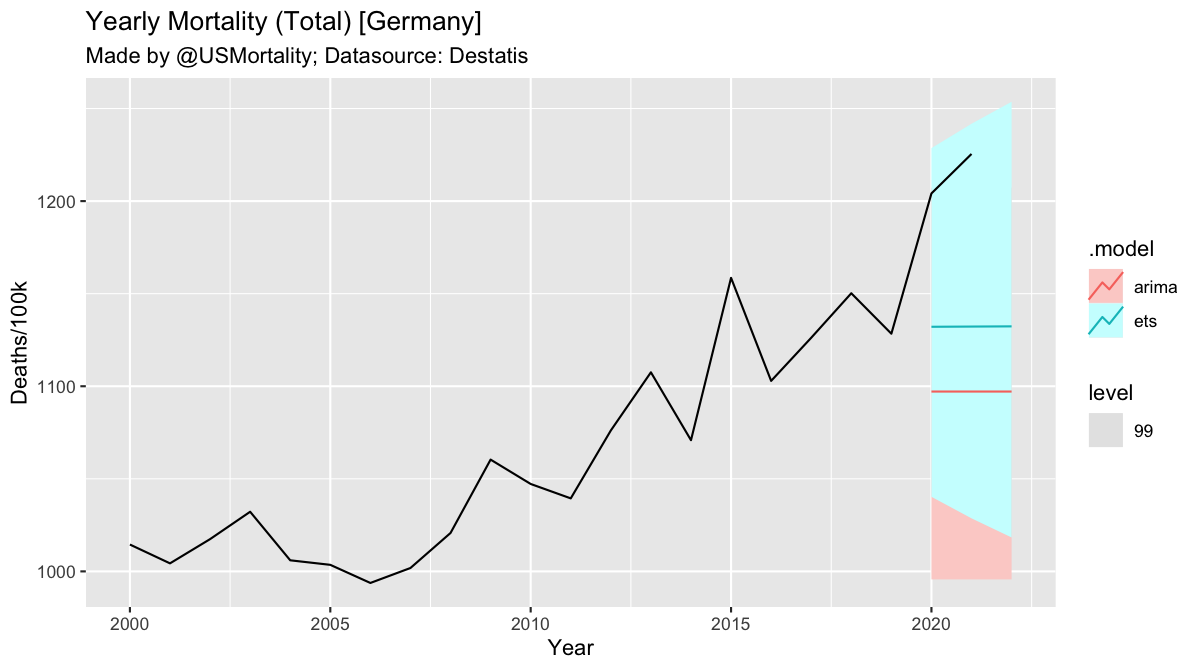 Yearly Mortality (Total) [Germany]
Made by @USMortality; Datasource: Destatis
Deaths/100k
1200
1100
1000
2000
2005
2010
2015
2020
Year
.model
arima
ets
level
99